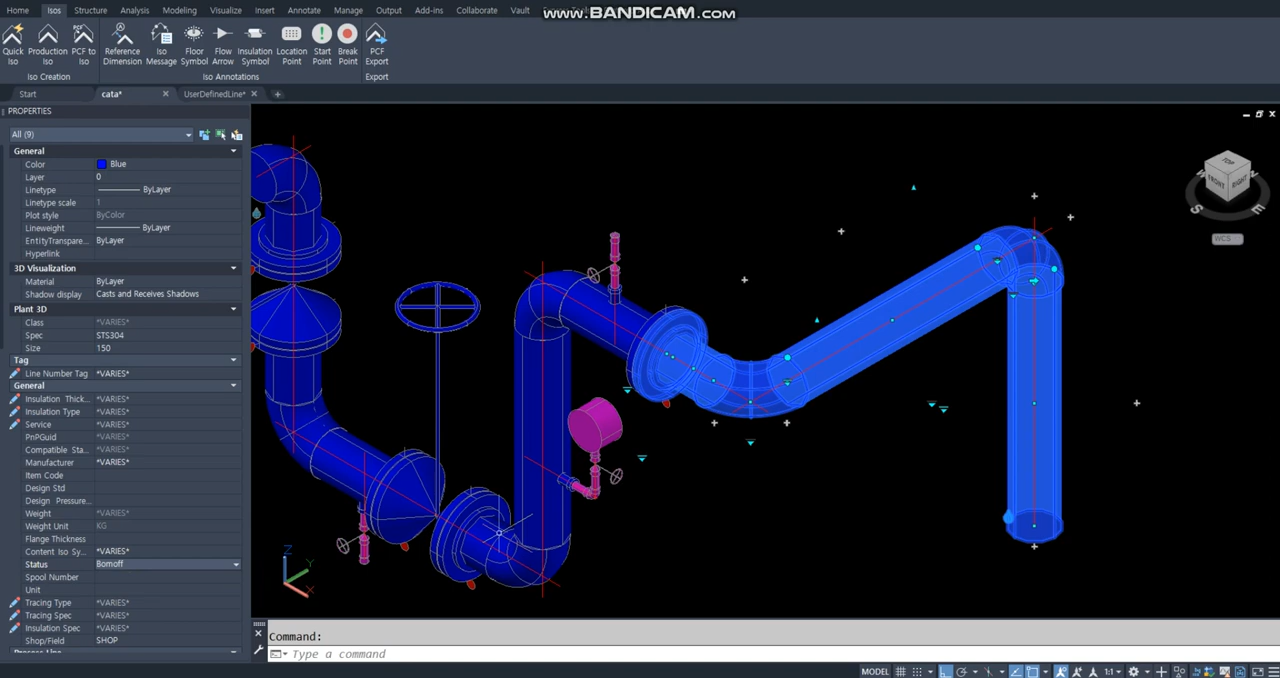 Home Isos Structure Analysis Modeling Visualize Insert Annotate Manage Output Add-ins Collaborate Vault
www.BANDICAM.com
Quick Iso
Production Iso
PCF to Iso
Reference Dimension
Iso Message
Floor Symbol
Flow Arrow
Insulation Symbol
Location Point
Start Point
Break Point
PCF Export
Iso Creation
Iso Annotations
Export
Start cata* UserDefinedLine*
PROPERTIES
All (9)
General
Color Blue
Layer 0
Linetype ByLayer
Linetype scale 1
Plot style ByColor
Lineweight ByLayer
EntityTranspare... ByLayer
Hyperlink
3D Visualization
Material ByLayer
Shadow display Casts and Receives Shadows
Plant 3D
Class *VARIES*
Spec STS304
Size 150
Tag
Line Number Tag *VARIES*
General
Insulation Thick... *VARIES*
Insulation Type *VARIES*
Service *VARIES*
PnPGuid *VARIES*
Compatible Sta... *VARIES*
Manufacturer *VARIES*
Item Code
Design Std
Design Pressure...
Weight *VARIES*
Weight Unit KG
Flange Thickness
Content Iso Sy... *VARIES*
Status Bomoff
Spool Number
Unit
Tracing Type *VARIES*
Tracing Spec *VARIES*
Insulation Spec *VARIES*
Shop/Field SHOP
TOP
FRONT
RIGHT
S
E
WCS
Z
Y
X
Command:
Type a command
MODEL
1:1